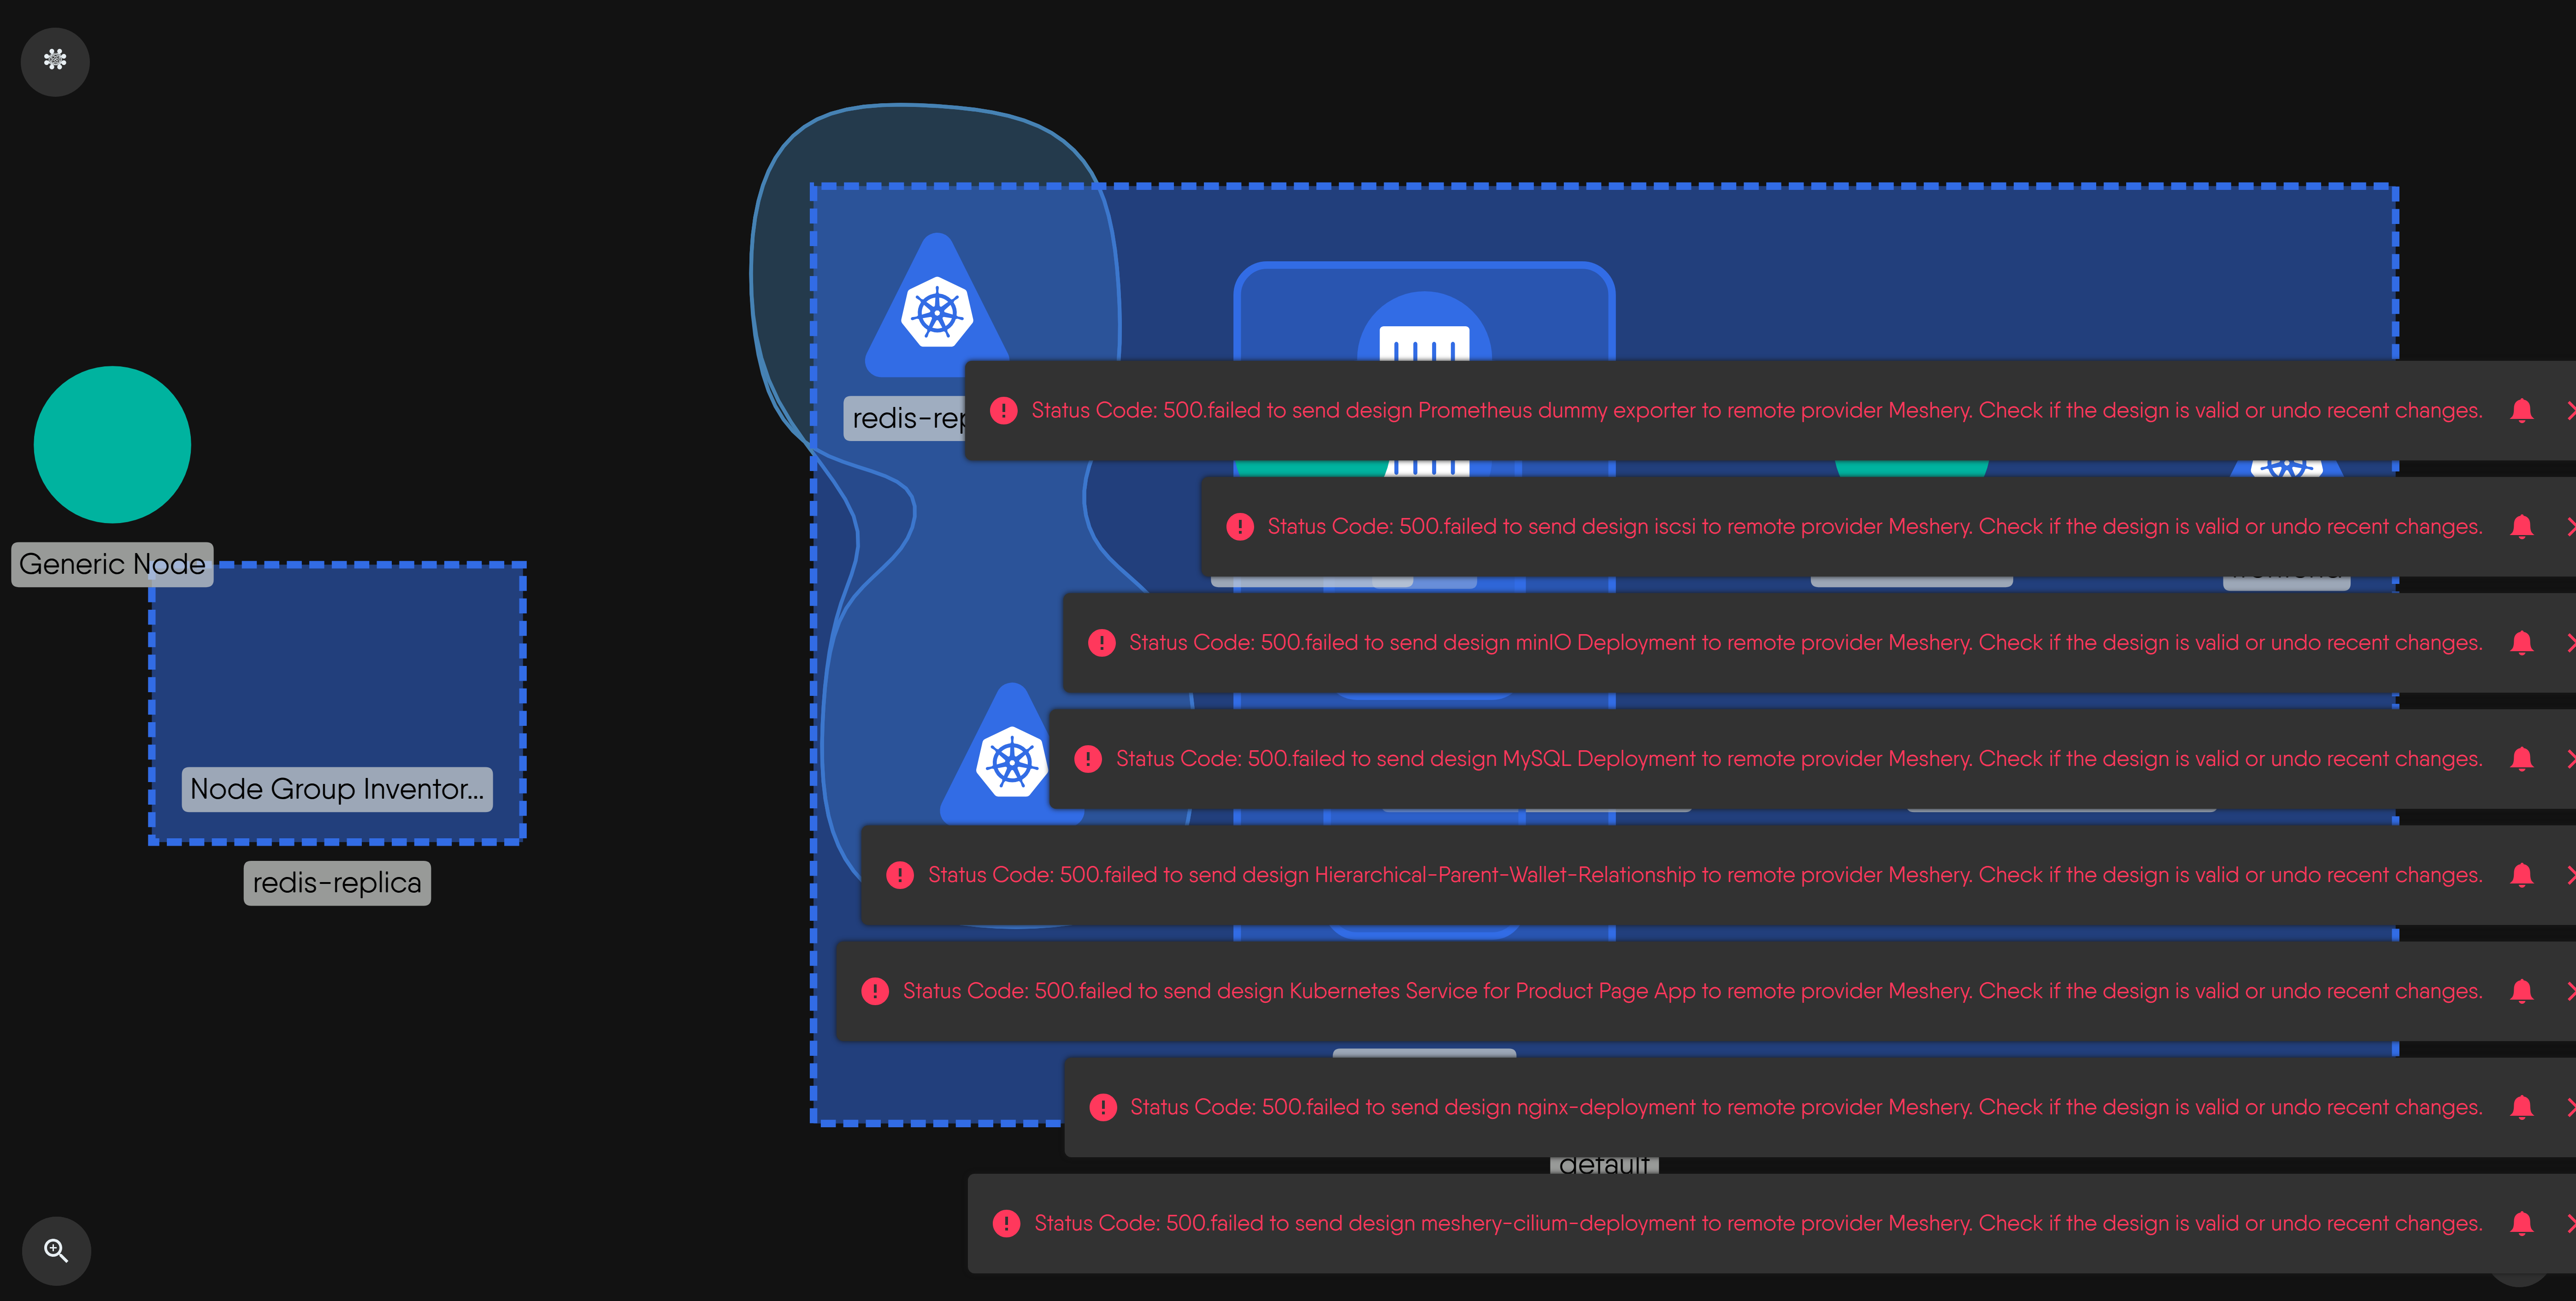 redis-rep
Status Code: 500.failed to send design Prometheus dummy exporter to remote provider Meshery. Check if the design is valid or undo recent changes.
Status Code: 500.failed to send design iscsi to remote provider Meshery. Check if the design is valid or undo recent changes.
Generic Node
Status Code: 500.failed to send design minIO Deployment to remote provider Meshery. Check if the design is valid or undo recent changes.
Status Code: 500.failed to send design MySQL Deployment to remote provider Meshery. Check if the design is valid or undo recent changes.
Node Group Inventor...
Status Code: 500.failed to send design Hierarchical-Parent-Wallet-Relationship to remote provider Meshery. Check if the design is valid or undo recent changes.
redis-replica
Status Code: 500.failed to send design Kubernetes Service for Product Page App to remote provider Meshery. Check if the design is valid or undo recent changes.
Status Code: 500.failed to send design nginx-deployment to remote provider Meshery. Check if the design is valid or undo recent changes.
default
Status Code: 500.failed to send design meshery-cilium-deployment to remote provider Meshery. Check if the design is valid or undo recent changes.